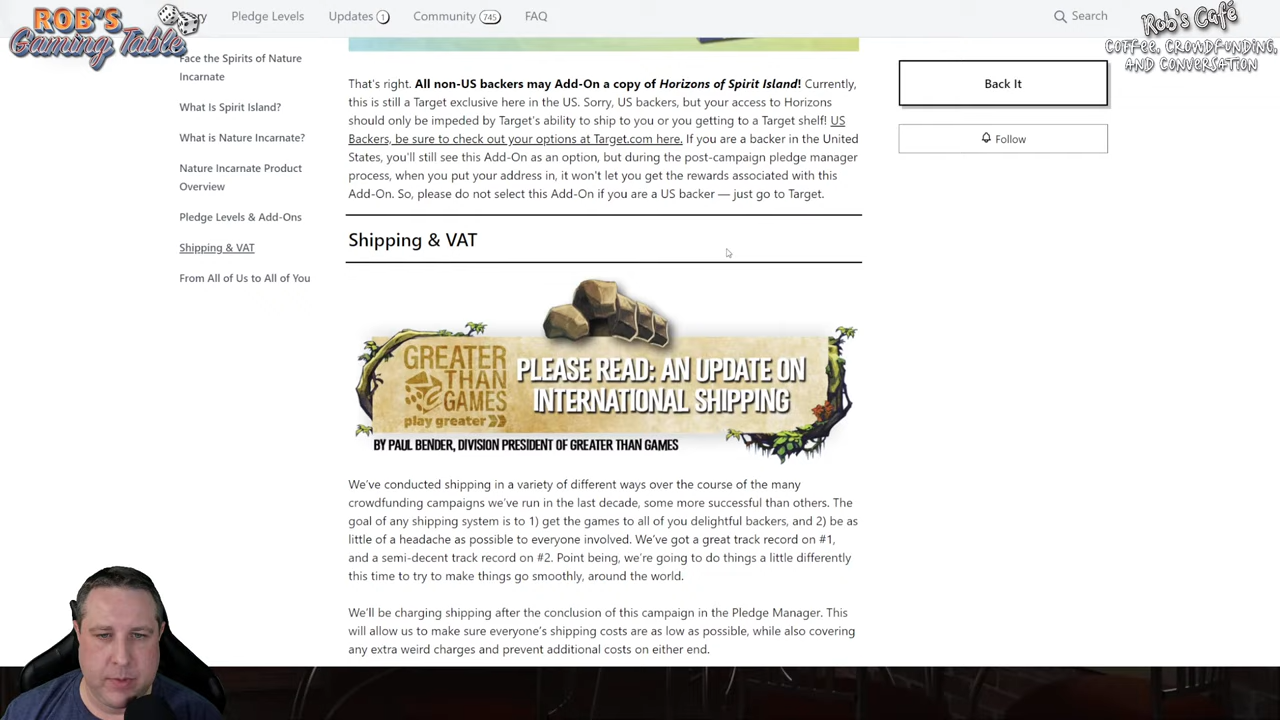 ROB'S
Gaming Table
Pledge Levels
Updates 1
Community 745
FAQ
Search
Rob's Café
COFFEE, CROWDFUNDING,
AND CONVERSATION
Face the Spirits of Nature
Incarnate
What Is Spirit Island?
What is Nature Incarnate?
Nature Incarnate Product
Overview
Pledge Levels & Add-Ons
Shipping & VAT
From All of Us to All of You
That's right. All non-US backers may Add-On a copy of Horizons of Spirit Island! Currently,
this is still a Target exclusive here in the US. Sorry, US backers, but your access to Horizons
should only be impeded by Target's ability to ship to you or you getting to a Target shelf! US
Backers, be sure to check out your options at Target.com here. If you are a backer in the United
States, you'll still see this Add-On as an option, but during the post-campaign pledge manager
process, when you put your address in, it won't let you get the rewards associated with this
Add-On. So, please do not select this Add-On if you are a US backer — just go to Target.
Shipping & VAT
GREATER
THAN
GAMES
play greater
PLEASE READ: AN UPDATE ON
INTERNATIONAL SHIPPING
BY PAUL BENDER, DIVISION PRESIDENT OF GREATER THAN GAMES
We've conducted shipping in a variety of different ways over the course of the many
crowdfunding campaigns we've run in the last decade, some more successful than others. The
goal of any shipping system is to 1) get the games to all of you delightful backers, and 2) be as
little of a headache as possible to everyone involved. We've got a great track record on #1,
and a semi-decent track record on #2. Point being, we're going to do things a little differently
this time to try to make things go smoothly, around the world.
We'll be charging shipping after the conclusion of this campaign in the Pledge Manager. This
will allow us to make sure everyone's shipping costs are as low as possible, while also covering
any extra weird charges and prevent additional costs on either end.
Back It
Follow